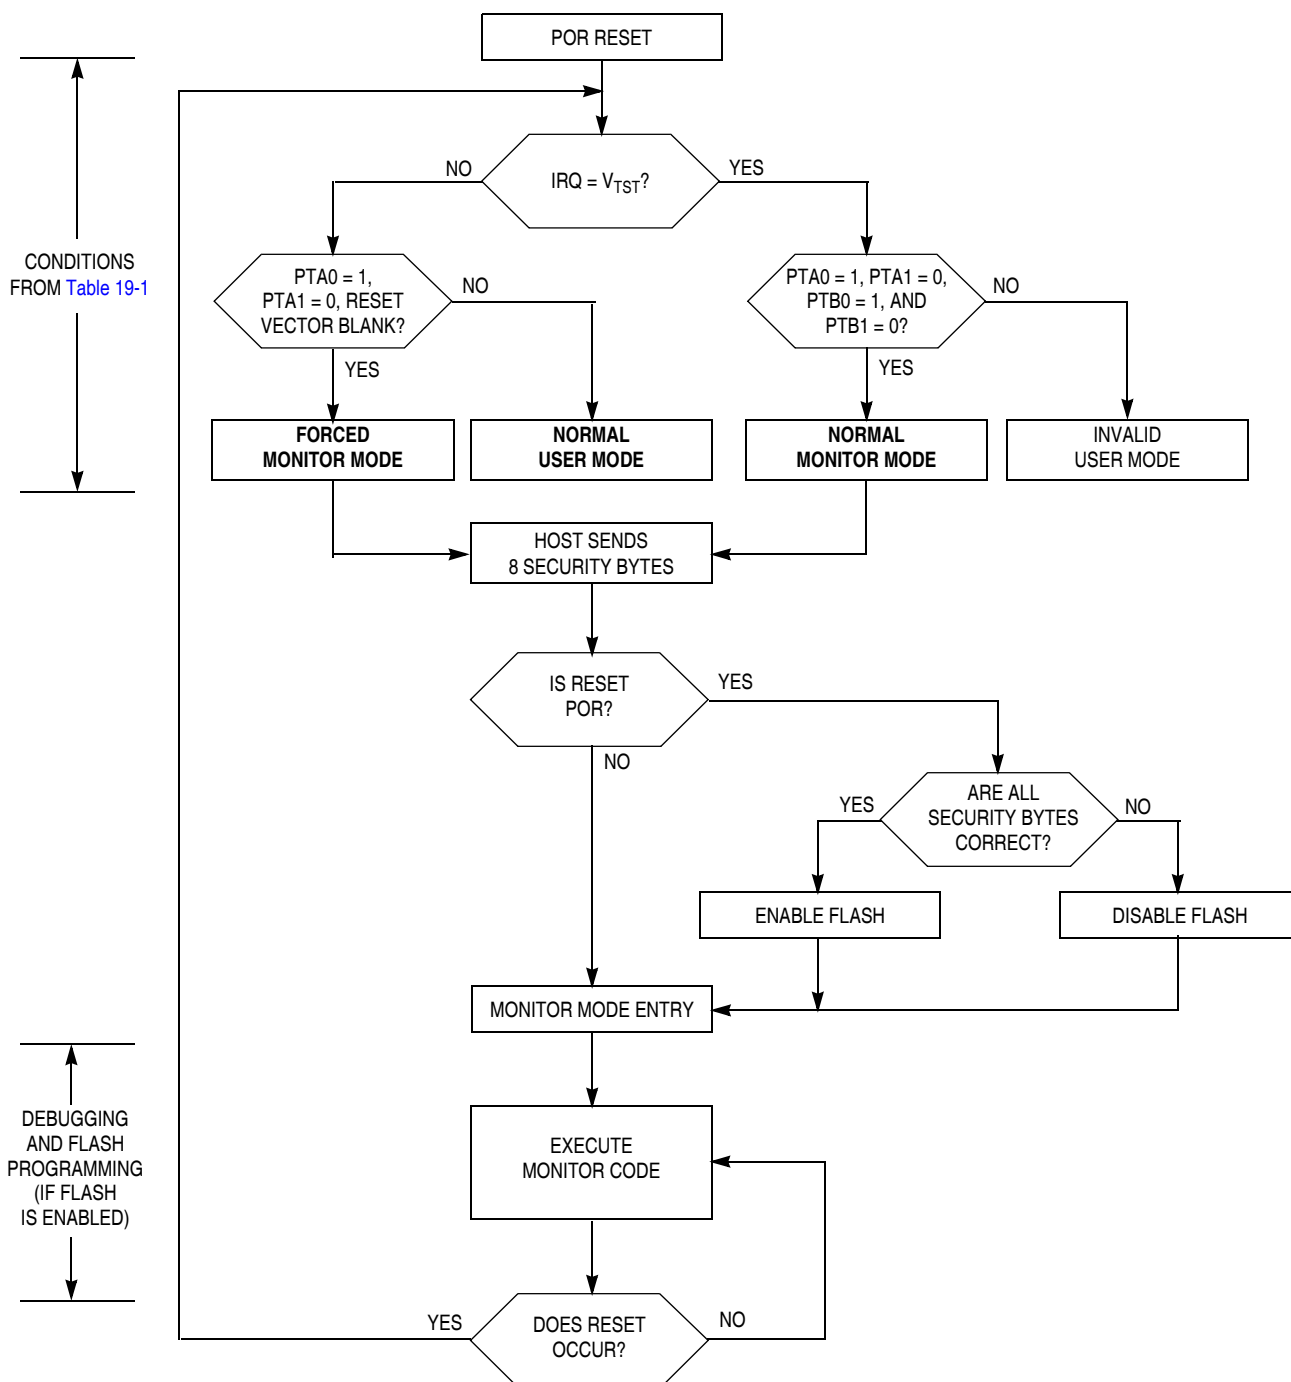 POR RESET
NO
IRQ = VTST?
YES
CONDITIONS
FROM Table 19-1
PTA0 = 1,
PTA1 = 0, RESET
VECTOR BLANK?
NO
YES
PTA0 = 1, PTA1 = 0,
PTB0 = 1, AND
PTB1 = 0?
NO
YES
FORCED
MONITOR MODE
NORMAL
USER MODE
NORMAL
MONITOR MODE
INVALID
USER MODE
HOST SENDS
8 SECURITY BYTES
IS RESET
POR?
YES
NO
YES
ARE ALL
SECURITY BYTES
CORRECT?
NO
ENABLE FLASH
DISABLE FLASH
MONITOR MODE ENTRY
DEBUGGING
AND FLASH
PROGRAMMING
(IF FLASH
IS ENABLED)
EXECUTE
MONITOR CODE
YES
DOES RESET
OCCUR?
NO